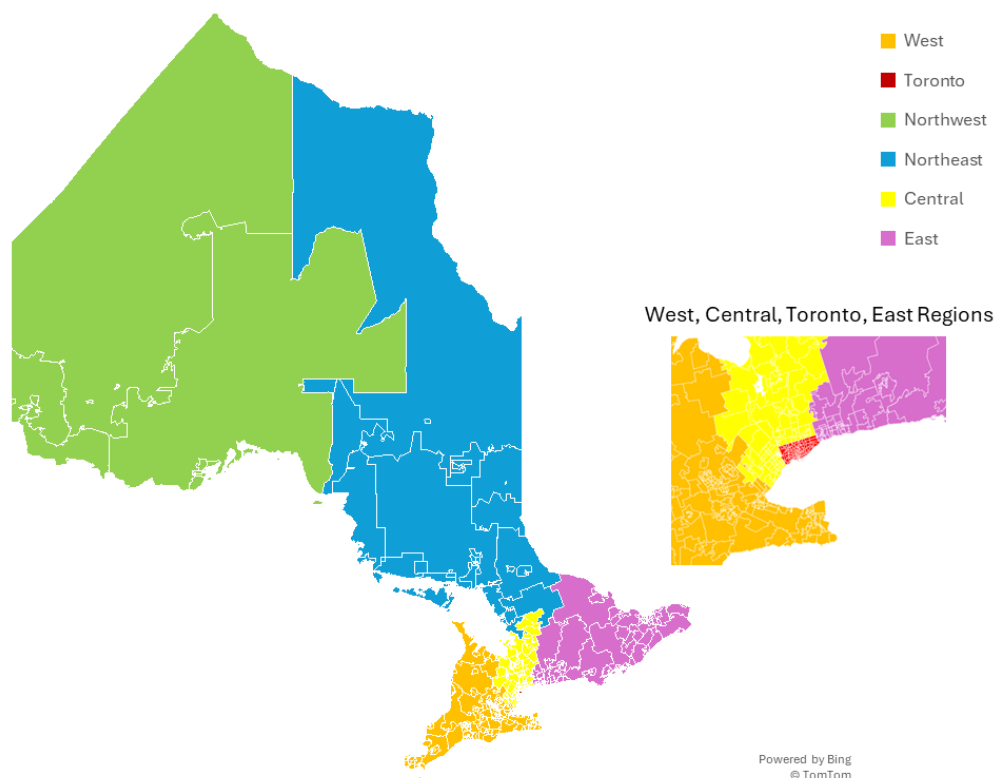 West
Toronto
Northwest
Northeast
Central
East
West, Central, Toronto, East Regions
Powered by Bing
© TomTom